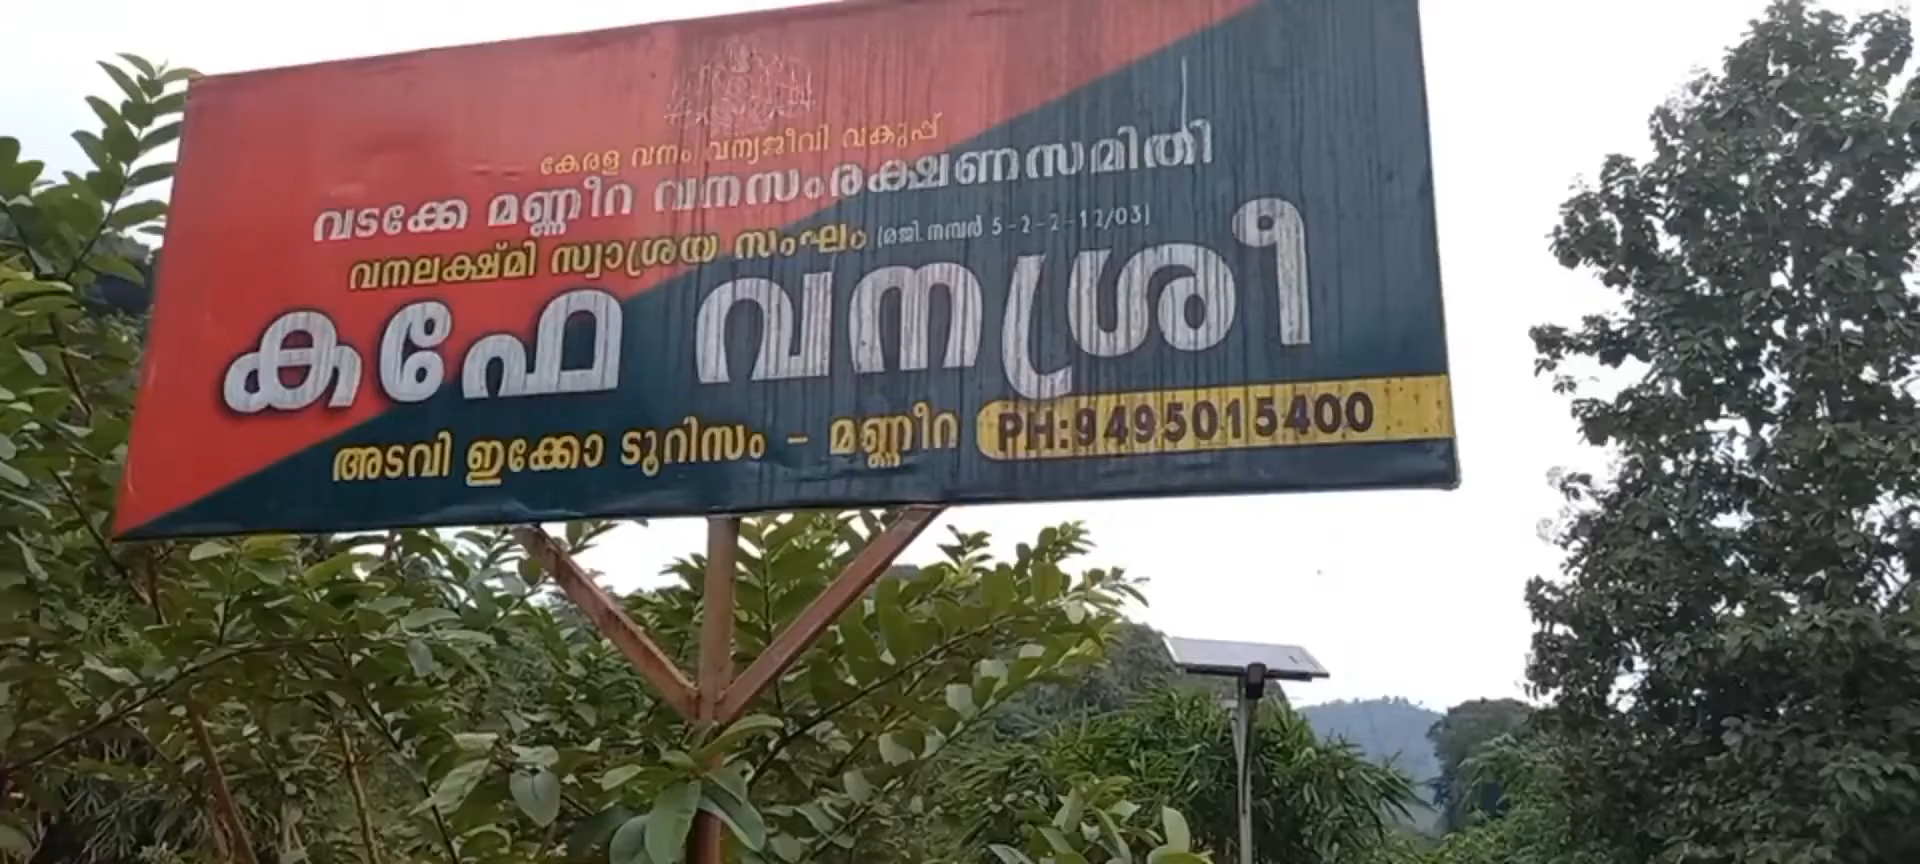 കേരള വനം വന്യജീവി വകുപ്പ്
വടക്കേ മണ്ണീറ വനസംരക്ഷണസമിതി
വനലക്ഷ്മി സ്വാശ്രയ സംഘം (രജി. നമ്പർ 5-2-2-12/03)
കഫേ വനശ്രീ
അടവി ഇക്കോ ടൂറിസം - മണ്ണീറ PH:9495015400